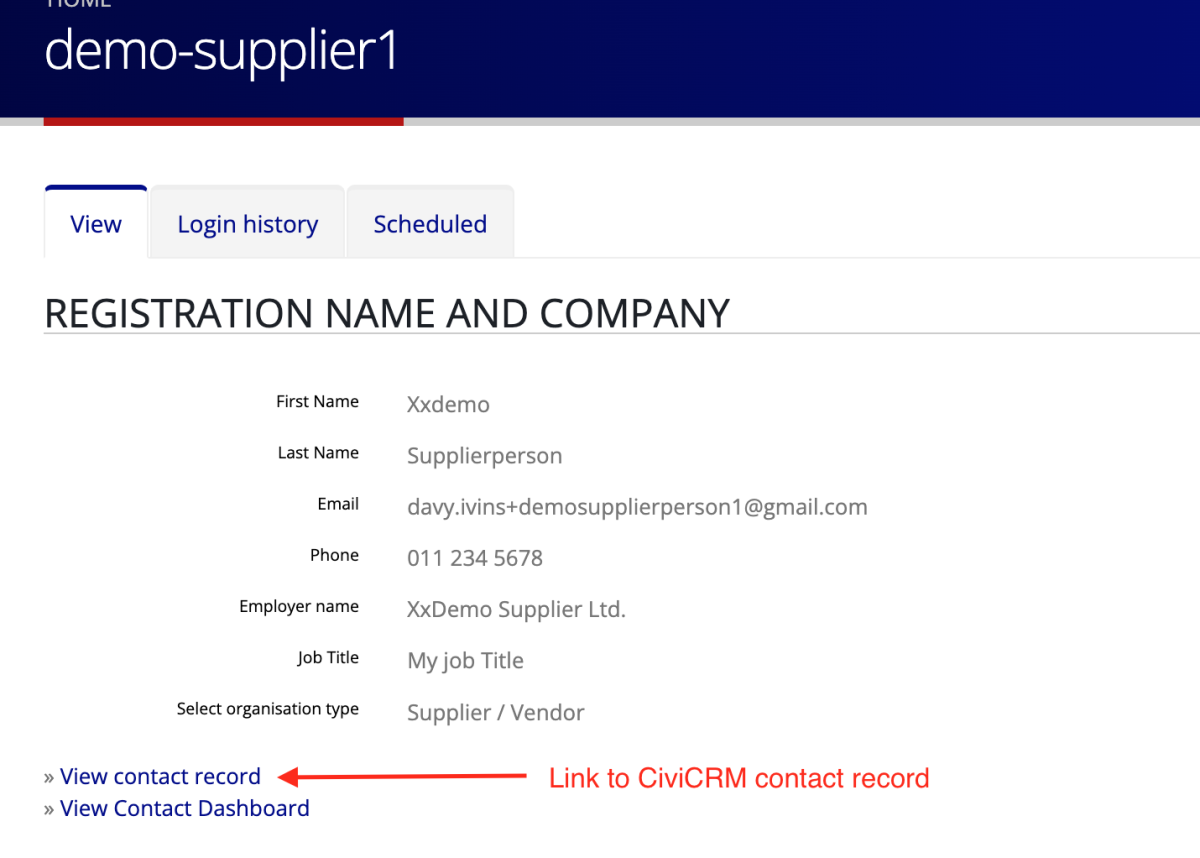 HOME
demo-supplier1
View Login history Scheduled
REGISTRATION NAME AND COMPANY
First Name Xxdemo
Last Name Supplierperson
Email davy.ivins+demosupplierperson1@gmail.com
Phone 011 234 5678
Employer name XxDemo Supplier Ltd.
Job Title My job Title
Select organisation type Supplier / Vendor
» View contact record Link to CiviCRM contact record
» View Contact Dashboard